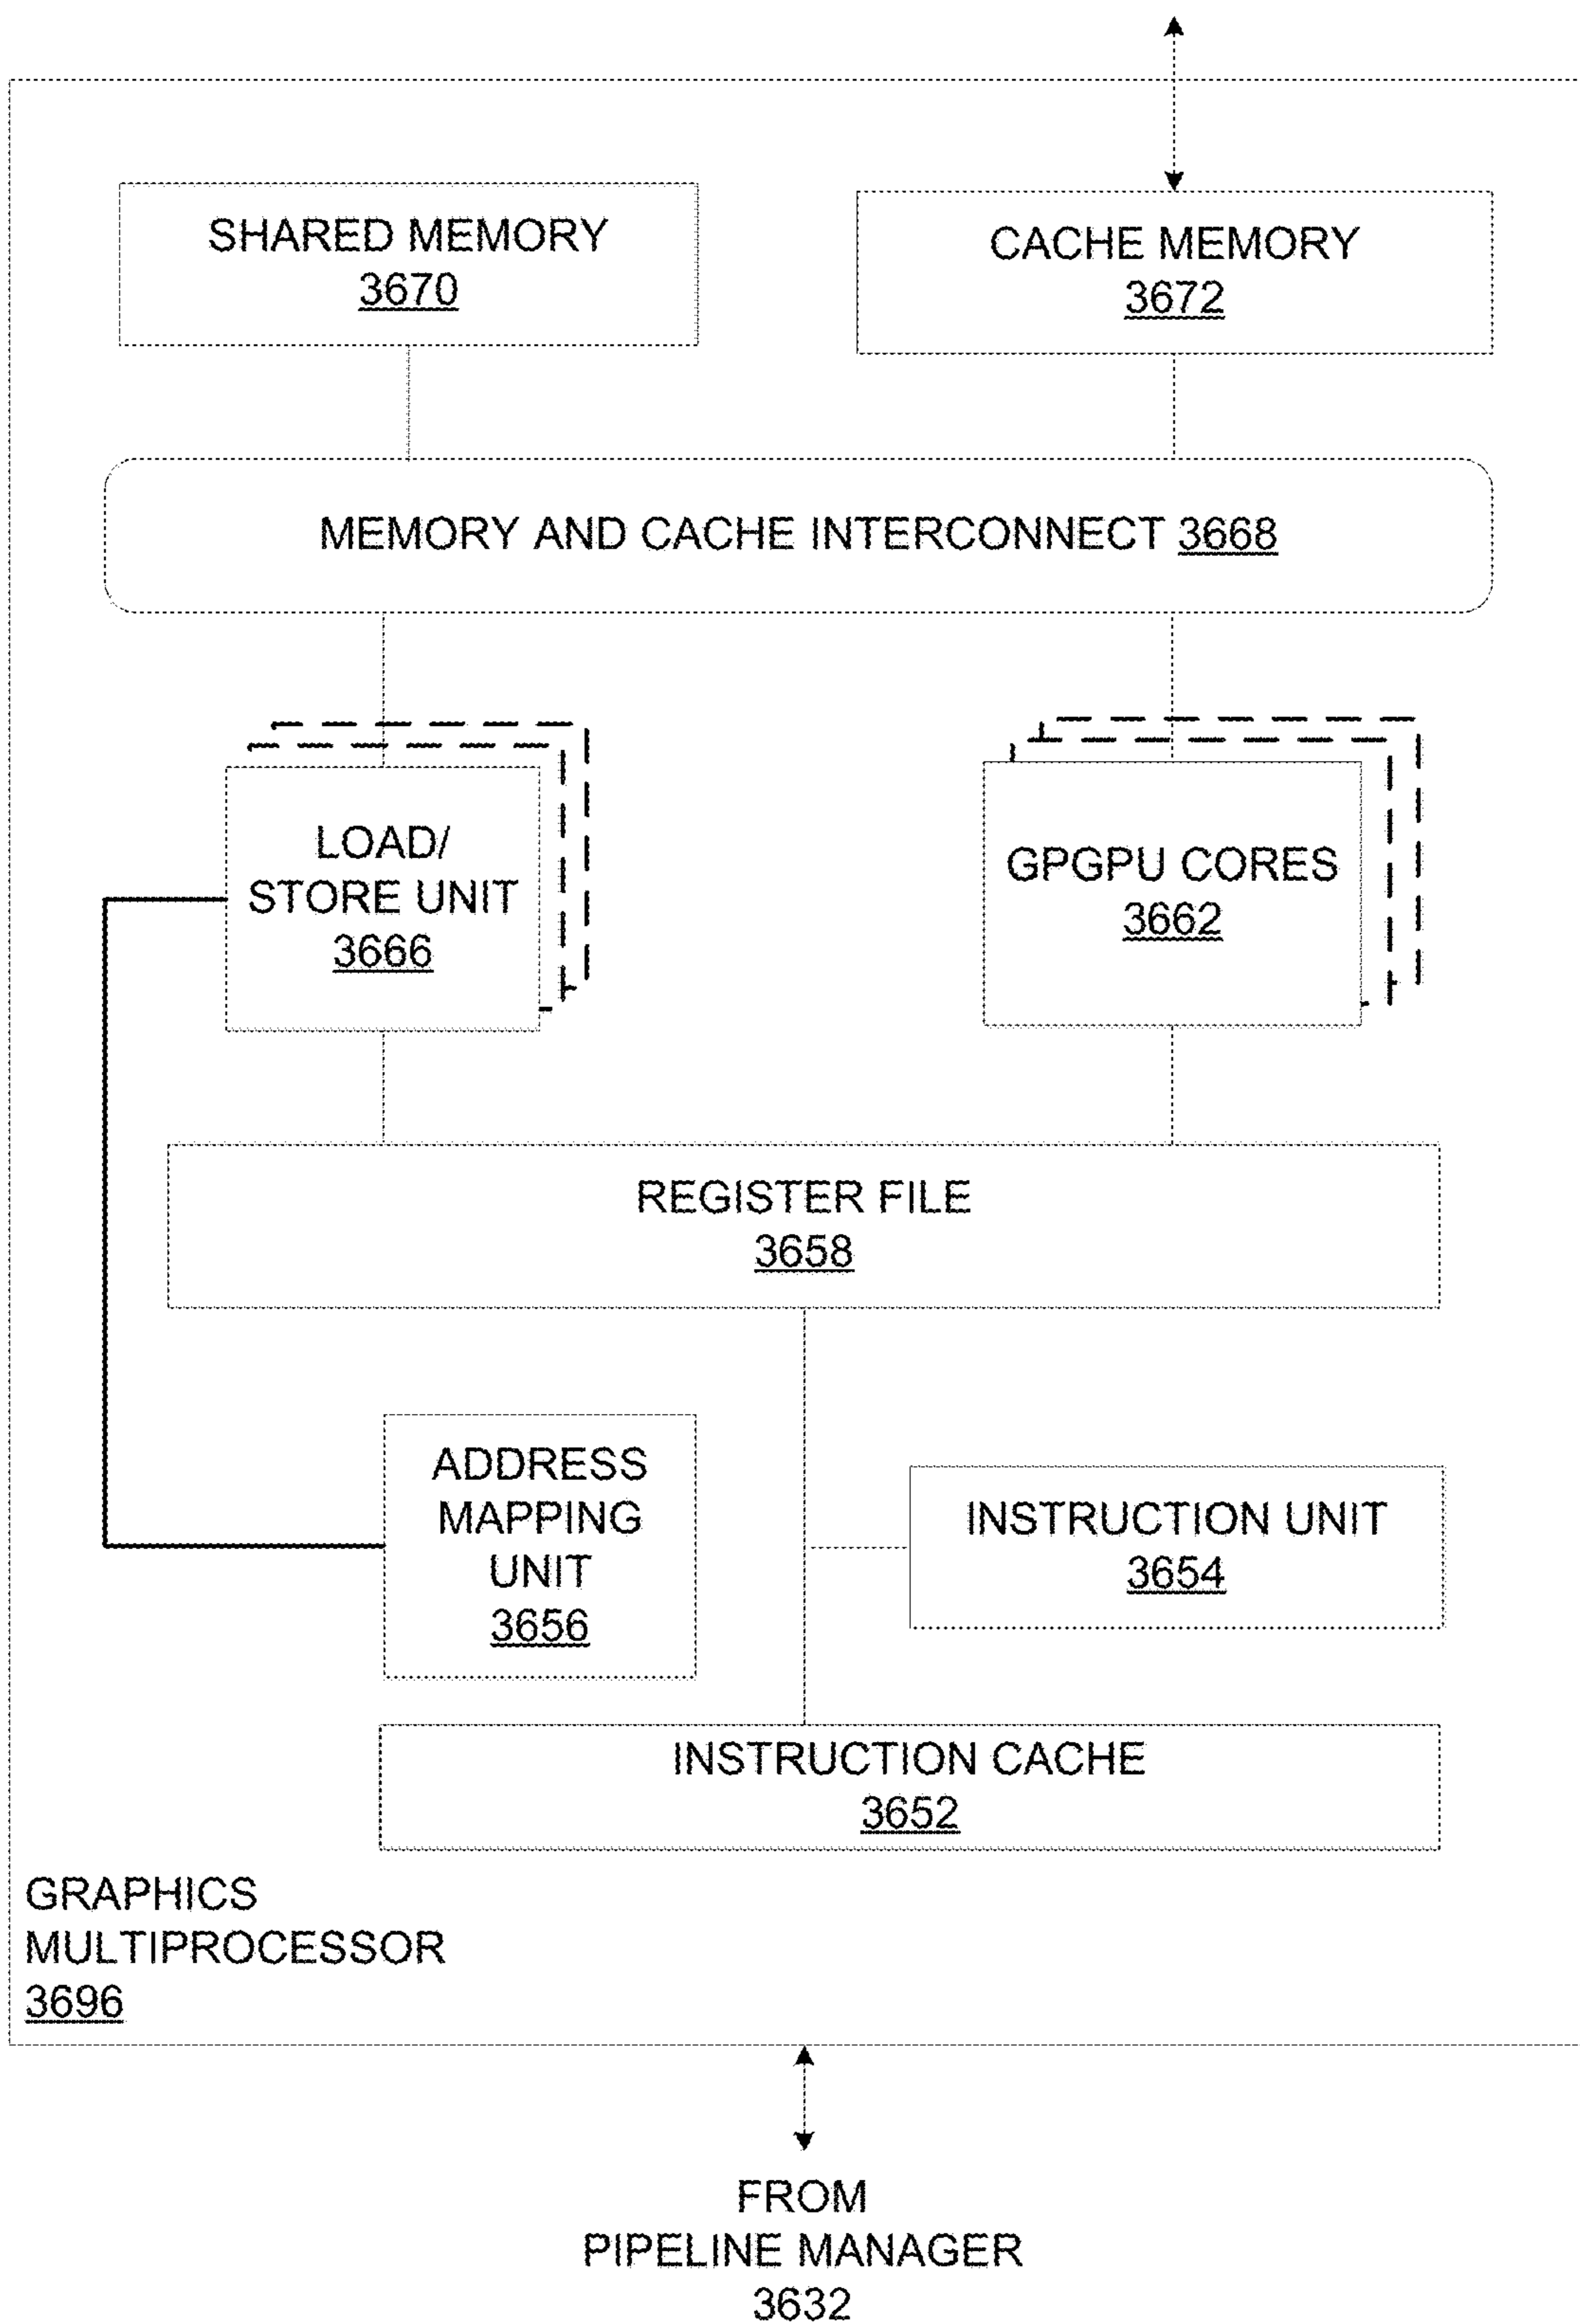 SHARED MEMORY
3670
CACHE MEMORY
3672
MEMORY AND CACHE INTERCONNECT 3668
LOAD/
STORE UNIT
3666
GPGPU CORES
3662
REGISTER FILE
3658
ADDRESS
MAPPING
UNIT
3656
INSTRUCTION UNIT
3654
INSTRUCTION CACHE
3652
GRAPHICS
MULTIPROCESSOR
3696
FROM
PIPELINE MANAGER
3632